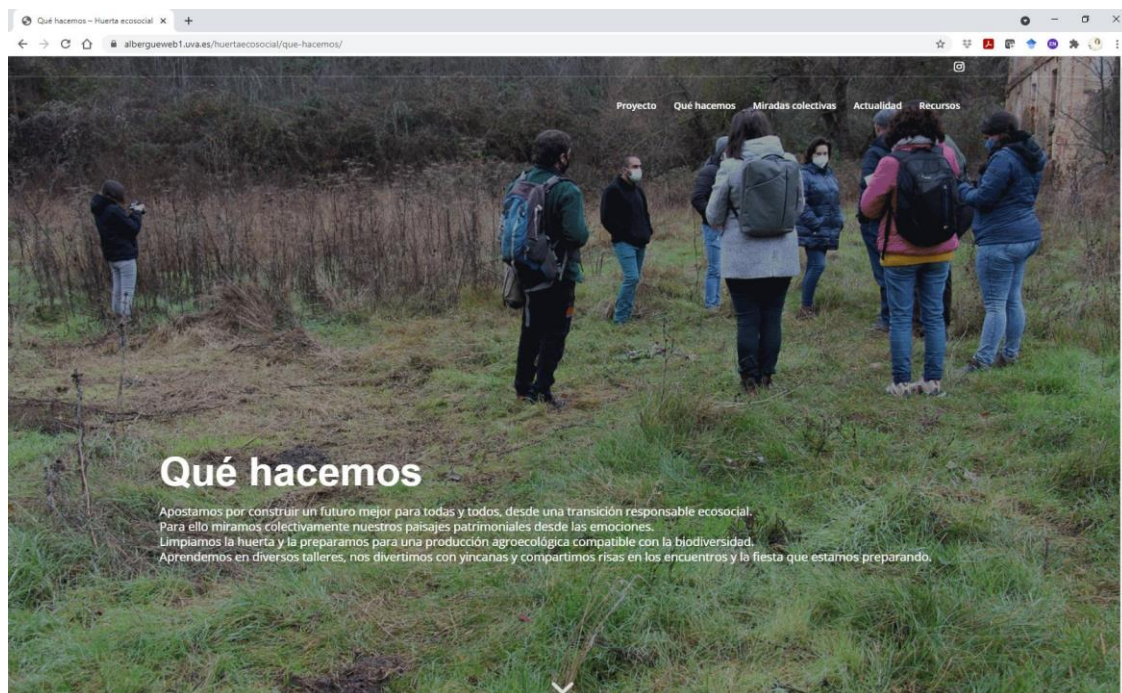 Qué hacemos – Huerta ecosocial
albergueweb1.uva.es/huertaecosocial/que-hacemos/
Proyecto Qué hacemos Miradas colectivas Actualidad Recursos
Qué hacemos
Apostamos por construir un futuro mejor para todas y todos, desde una transición responsable ecosocial.
Para ello miramos colectivamente nuestros paisajes patrimoniales desde las emociones.
Limpiamos la huerta y la preparamos para una producción agroecológica compatible con la biodiversidad.
Aprendemos en diversos talleres, nos divertimos con yincanas y compartimos risas en los encuentros y la fiesta que estamos preparando.